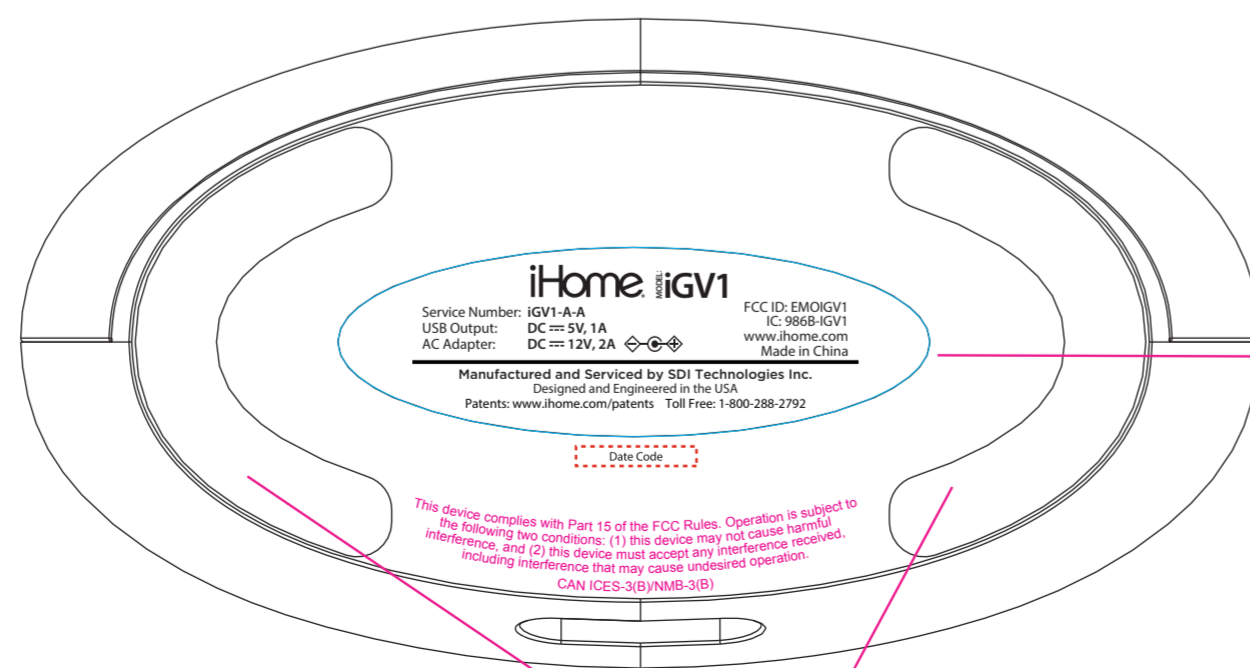 iHome MODEL: iGV1
Service Number: iGV1-A-A
USB Output: DC 5V, 1A
AC Adapter: DC 12V, 2A
FCC ID: EMOIGV1
IC: 986B-IGV1
www.ihome.com
Made in China
Manufactured and Serviced by SDI Technologies Inc.
Designed and Engineered in the USA
Patents: www.ihome.com/patents Toll Free: 1-800-288-2792
Date Code
This device complies with Part 15 of the FCC Rules. Operation is subject to
the following two conditions: (1) this device may not cause harmful
interference, and (2) this device must accept any interference received,
including interference that may cause undesired operation.
CAN ICES-3(B)/NMB-3(B)